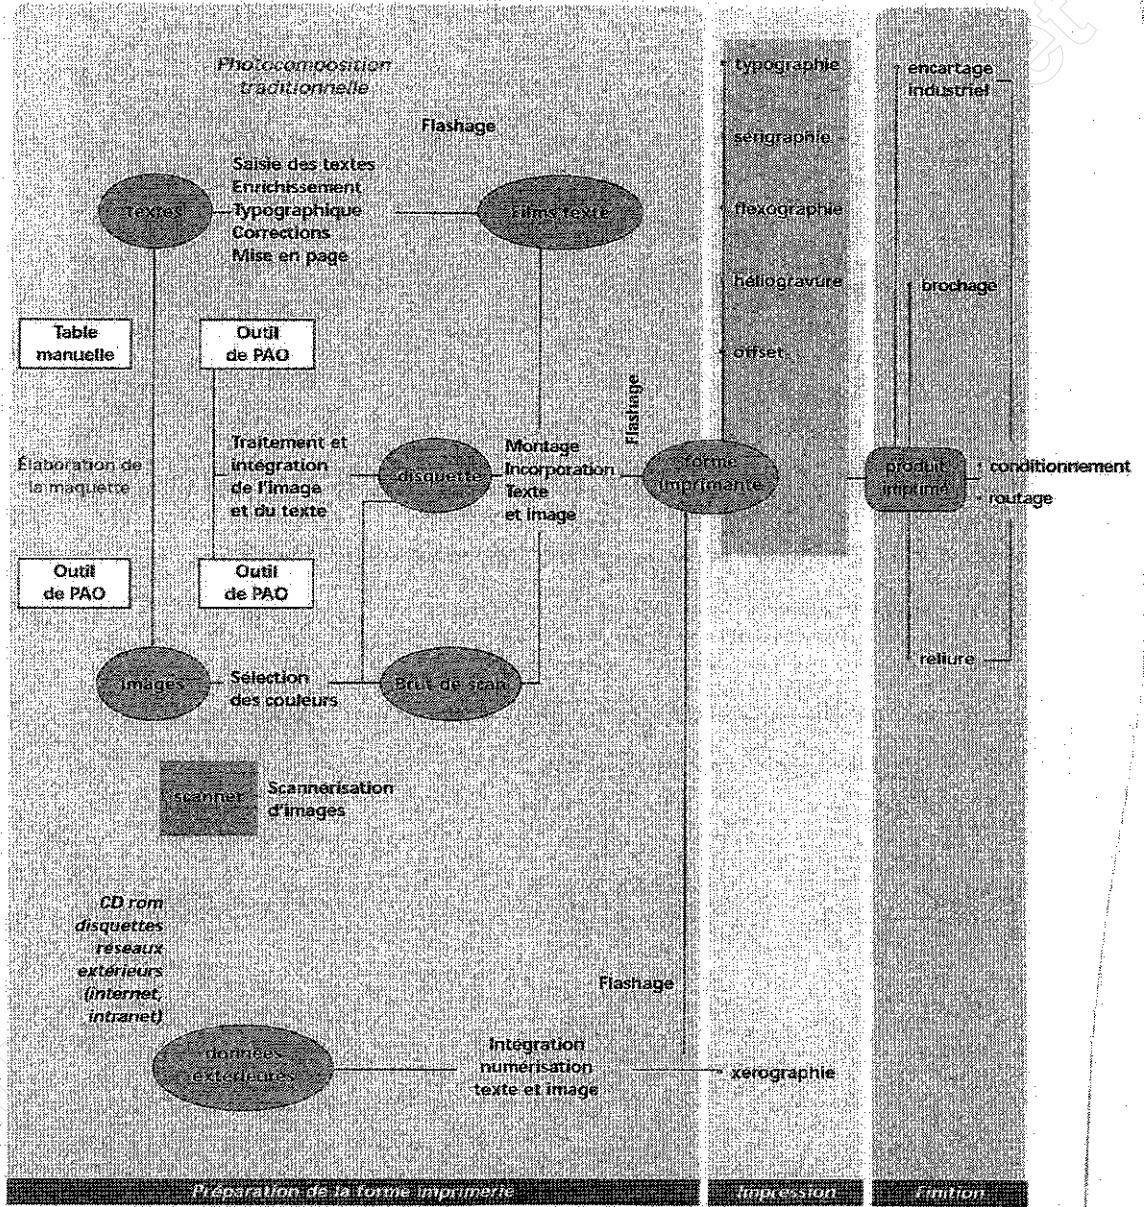 Photocomposition
traditionnelle
Flashage
Saisie des textes
Enrichissement
Typographique
Corrections
Mise en page
Textes
Films texte
Table
manuelle
Outil
de PAO
Élaboration de
la maquette
Traitement et
intégration
de l'image
et du texte
disquette
Montage
Incorporation
Texte
et image
Flashage
forme
imprimante
Outil
de PAO
Outil
de PAO
Images
Sélection
des couleurs
Brut de scan
scanner
Scannérisation
d'images
CD rom
disquettes
réseaux
extérieurs
(internet,
intranet)
données
extérieures
Intégration
numérisation
texte et image
Flashage
• typographie
• sérigraphie
• flexographie
• héliogravure
• offset
• xérographie
• encartage
industriel
• brochage
produit
imprimé
• conditionnement
• routage
• reliure
Préparation de la forme imprimerie
Impression
Finition